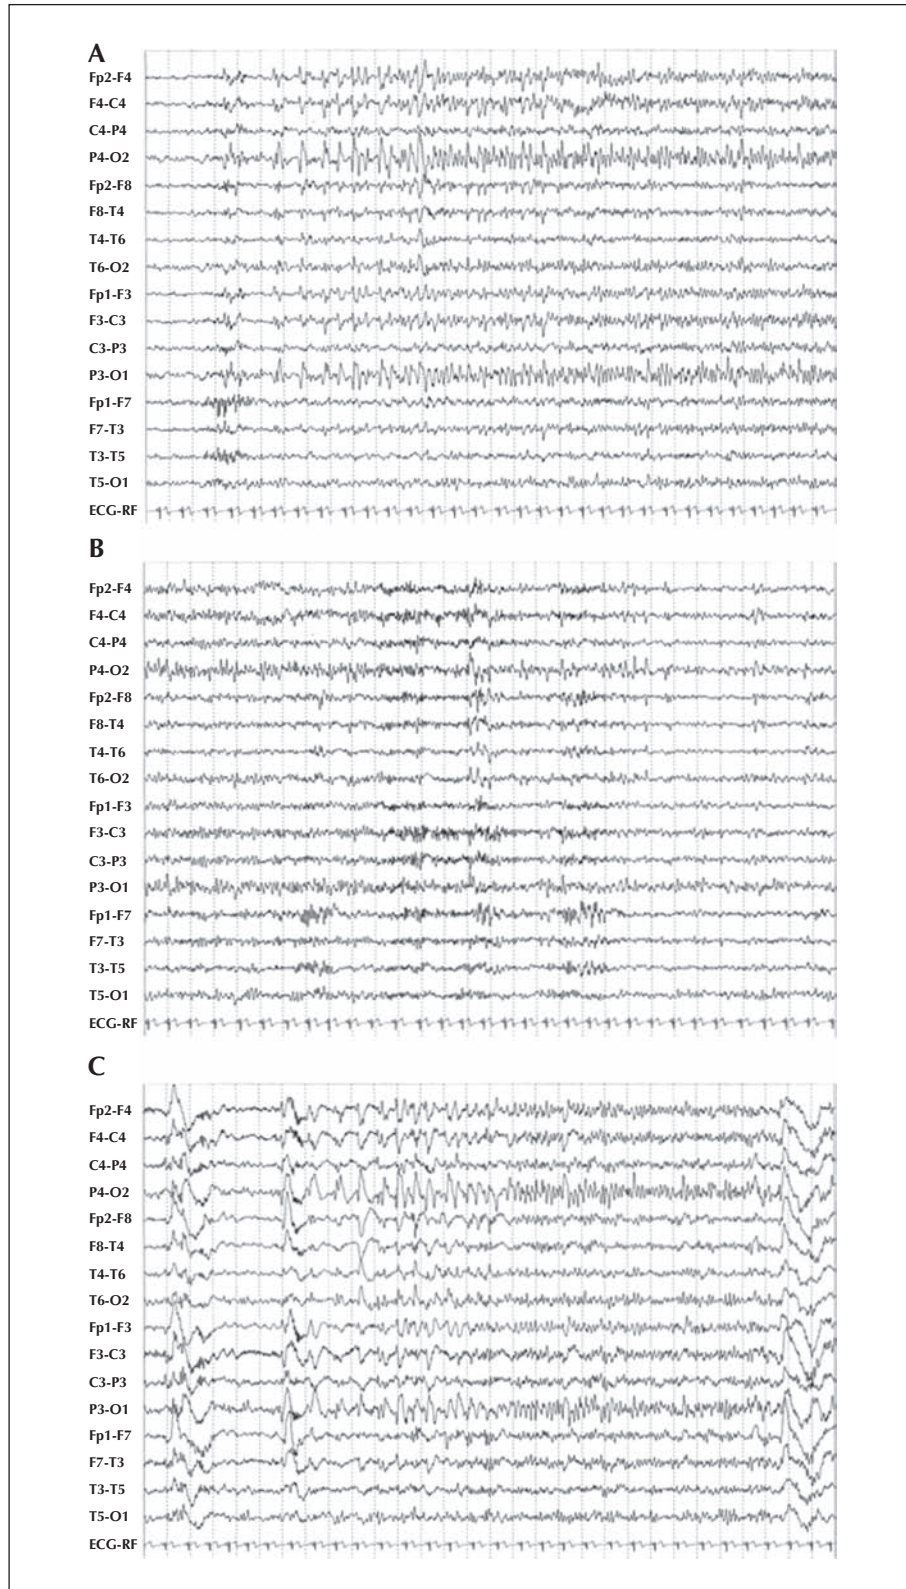 A
Fp2-F4
F4-C4
C4-P4
P4-O2
Fp2-F8
F8-T4
T4-T6
T6-O2
Fp1-F3
F3-C3
C3-P3
P3-O1
Fp1-F7
F7-T3
T3-T5
T5-O1
ECG-RF
B
Fp2-F4
F4-C4
C4-P4
P4-O2
Fp2-F8
F8-T4
T4-T6
T6-O2
Fp1-F3
F3-C3
C3-P3
P3-O1
Fp1-F7
F7-T3
T3-T5
T5-O1
ECG-RF
C
Fp2-F4
F4-C4
C4-P4
P4-O2
Fp2-F8
F8-T4
T4-T6
T6-O2
Fp1-F3
F3-C3
C3-P3
P3-O1
Fp1-F7
F7-T3
T3-T5
T5-O1
ECG-RF